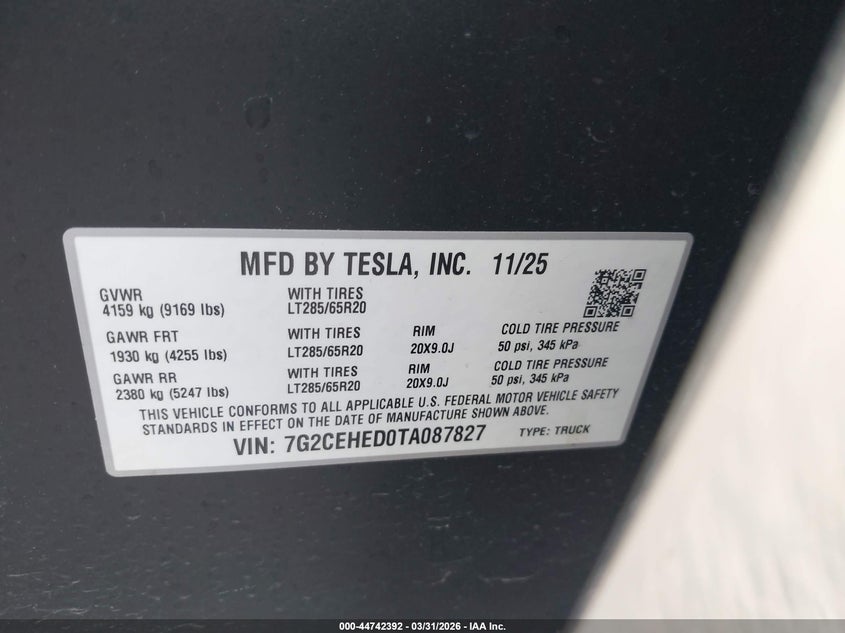 MFD BY TESLA, INC. 11/25
GVWR WITH TIRES
4159 kg (9169 lbs) LT285/65R20
GAWR FRT WITH TIRES RIM COLD TIRE PRESSURE
1930 kg (4255 lbs) LT285/65R20 20X9.0J 50 psi, 345 kPa
GAWR RR WITH TIRES RIM COLD TIRE PRESSURE
2380 kg (5247 lbs) LT285/65R20 20X9.0J 50 psi, 345 kPa
THIS VEHICLE CONFORMS TO ALL APPLICABLE U.S. FEDERAL MOTOR VEHICLE SAFETY
STANDARDS IN EFFECT ON THE DATE OF MANUFACTURE SHOWN ABOVE.
VIN: 7G2CEHED0TA087827 TYPE: TRUCK
000-44742392 - 03/31/2026 - IAA Inc.